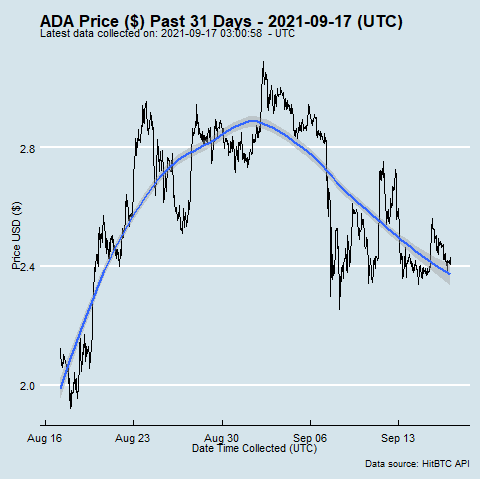 ADA Price ($) Past 31 Days - 2021-09-17 (UTC)
Latest data collected on: 2021-09-17 03:00:58 - UTC
Price USD ($)
2.8
2.4
2.0
Aug 16
Aug 23
Aug 30
Sep 06
Sep 13
Date Time Collected (UTC)
Data source: HitBTC API